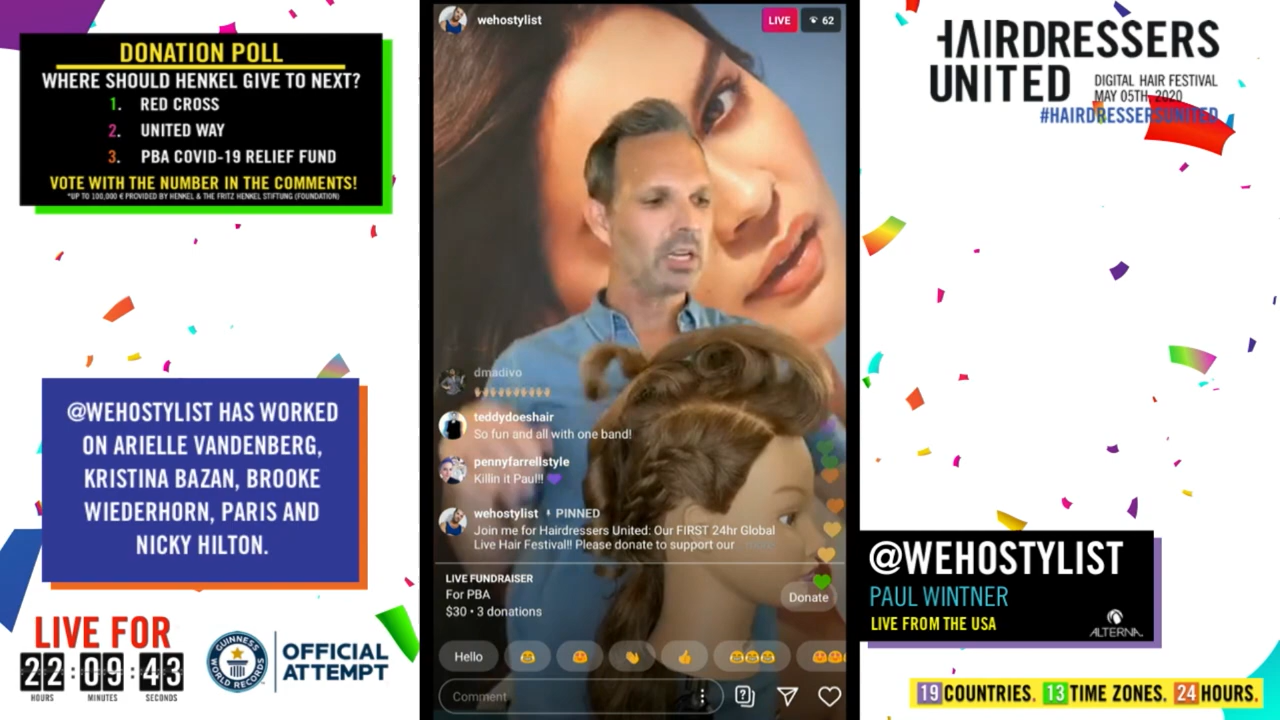 DONATION POLL
WHERE SHOULD HENKEL GIVE TO NEXT?
1. RED CROSS
2. UNITED WAY
3. PBA COVID-19 RELIEF FUND
VOTE WITH THE NUMBER IN THE COMMENTS!
*UP TO 100,000 € PROVIDED BY HENKEL & THE FRITZ HENKEL STIFTUNG (FOUNDATION)
@WEHOSTYLIST HAS WORKED
ON ARIELLE VANDENBERG,
KRISTINA BAZAN, BROOKE
WIEDERHORN, PARIS AND
NICKY HILTON.
LIVE FOR
22:09:43
HOURS MINUTES SECONDS
GUINNESS
WORLD RECORDS
OFFICIAL
ATTEMPT
wehostylist
LIVE
62
dmadivo
🙌🏼🙌🏼🙌🏼🙌🏼🙌🏼🙌🏼🙌🏼🙌🏼
teddydoeshair
So fun and all with one band!
pennyfarrellstyle
Killin it Paul!! 💜
wehostylist PINNED
Join me for Hairdressers United: Our FIRST 24hr Global
Live Hair Festival!! Please donate to support our
LIVE FUNDRAISER
For PBA
$30 • 3 donations
Donate
Hello
Comment
HAIRDRESSERS
UNITED
DIGITAL HAIR FESTIVAL
MAY 05TH, 2020
#HAIRDRESSERSUNITED
@WEHOSTYLIST
PAUL WINTNER
LIVE FROM THE USA
ALTERNA
19 COUNTRIES. 13 TIME ZONES. 24 HOURS.